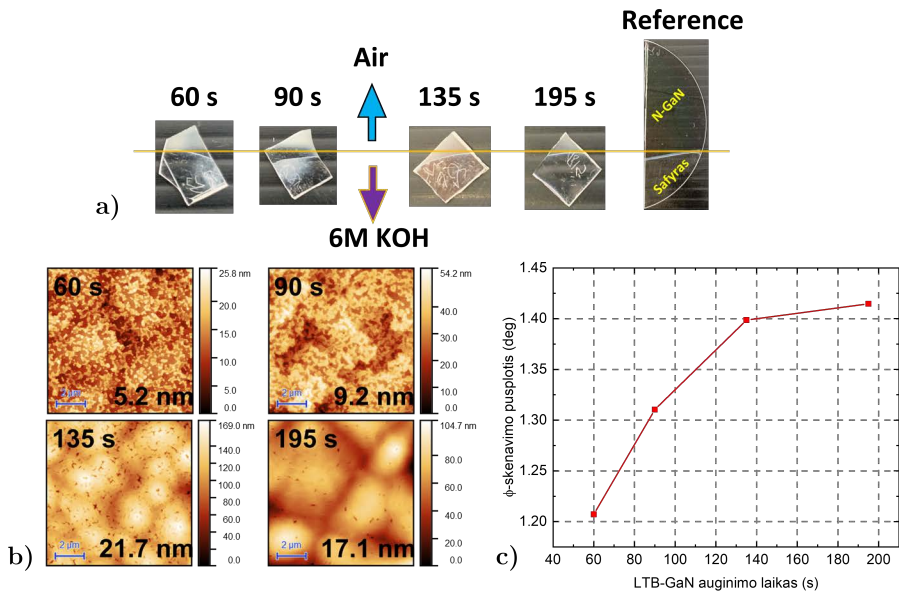 Reference
Air
60 s
90 s
135 s
195 s
N-GaN
Safyras
a)
6M KOH
60 s
25.8 nm
20.0
15.0
10.0
5.0
0.0
2 µm
5.2 nm
90 s
54.2 nm
40.0
30.0
20.0
10.0
0.0
2 µm
9.2 nm
135 s
169.0 nm
140.0
120.0
100.0
80.0
60.0
40.0
20.0
0.0
2 µm
21.7 nm
195 s
104.7 nm
80.0
60.0
40.0
20.0
0.0
2 µm
17.1 nm
b)
1.45
1.40
1.35
1.30
1.25
1.20
ϕ-skenavimo pusplotis (deg)
40
60
80
100
120
140
160
180
200
LTB-GaN auginimo laikas (s)
c)